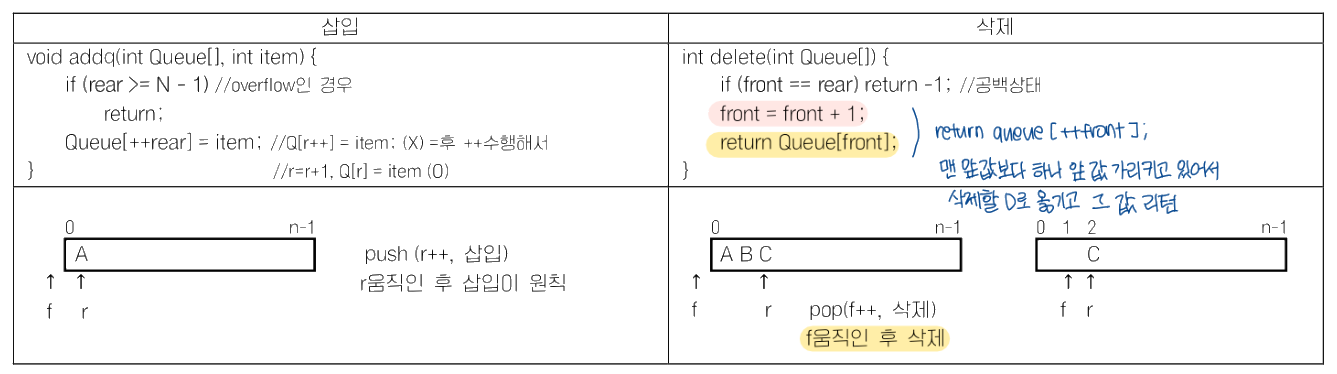 삽입
void addq(int Queue[], int item) {
if (rear >= N - 1) //overflow인 경우
return;
Queue[++rear] = item; //Q[r++] = item; (X) =후 ++수행해서
} //r=r+1, Q[r] = item (O)
삭제
int delete(int Queue[]) {
if (front == rear) return -1; //공백상태
front = front + 1;
return Queue[front];
}
return queue [++front];
맨 앞값보다 하나 앞 값 가리키고 있어서
삭제할 D로 옮기고 그 값 리턴
0 n-1
A
f r
push (r++, 삽입)
r움직인 후 삽입이 원칙
0 n-1
A B C
f r
pop(f++, 삭제)
f움직인 후 삭제
0 1 2 n-1
C
f r